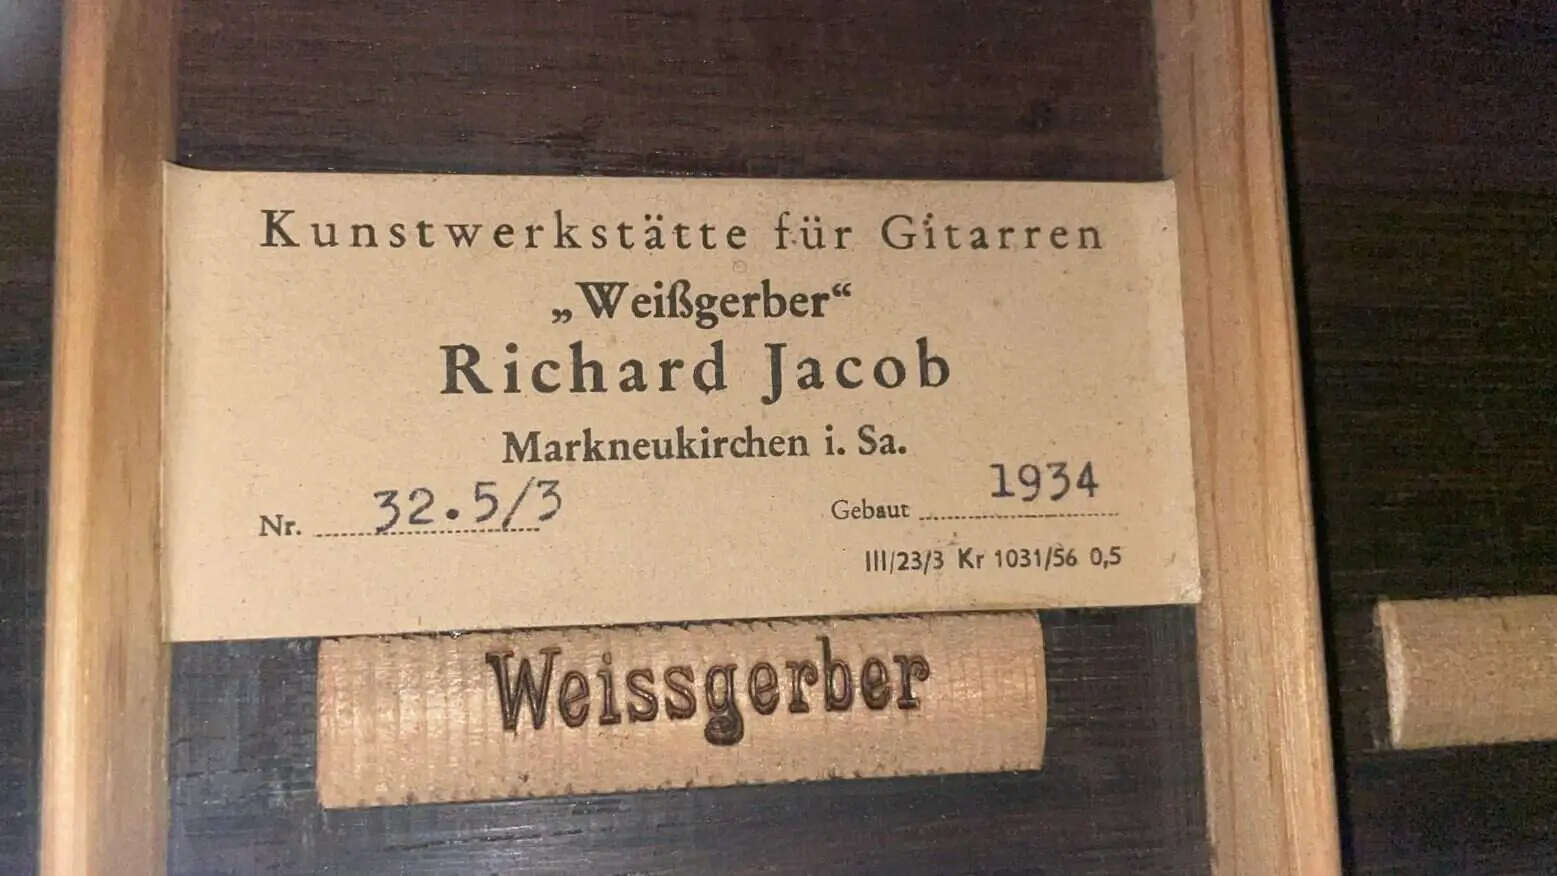 Kunstwerkstätte für Gitarren
„Weißgerber“
Richard Jacob
Markneukirchen i. Sa.
Nr. 32.5/3 Gebaut 1934
III/23/3 Kr 1031/56 0,5
Weissgerber